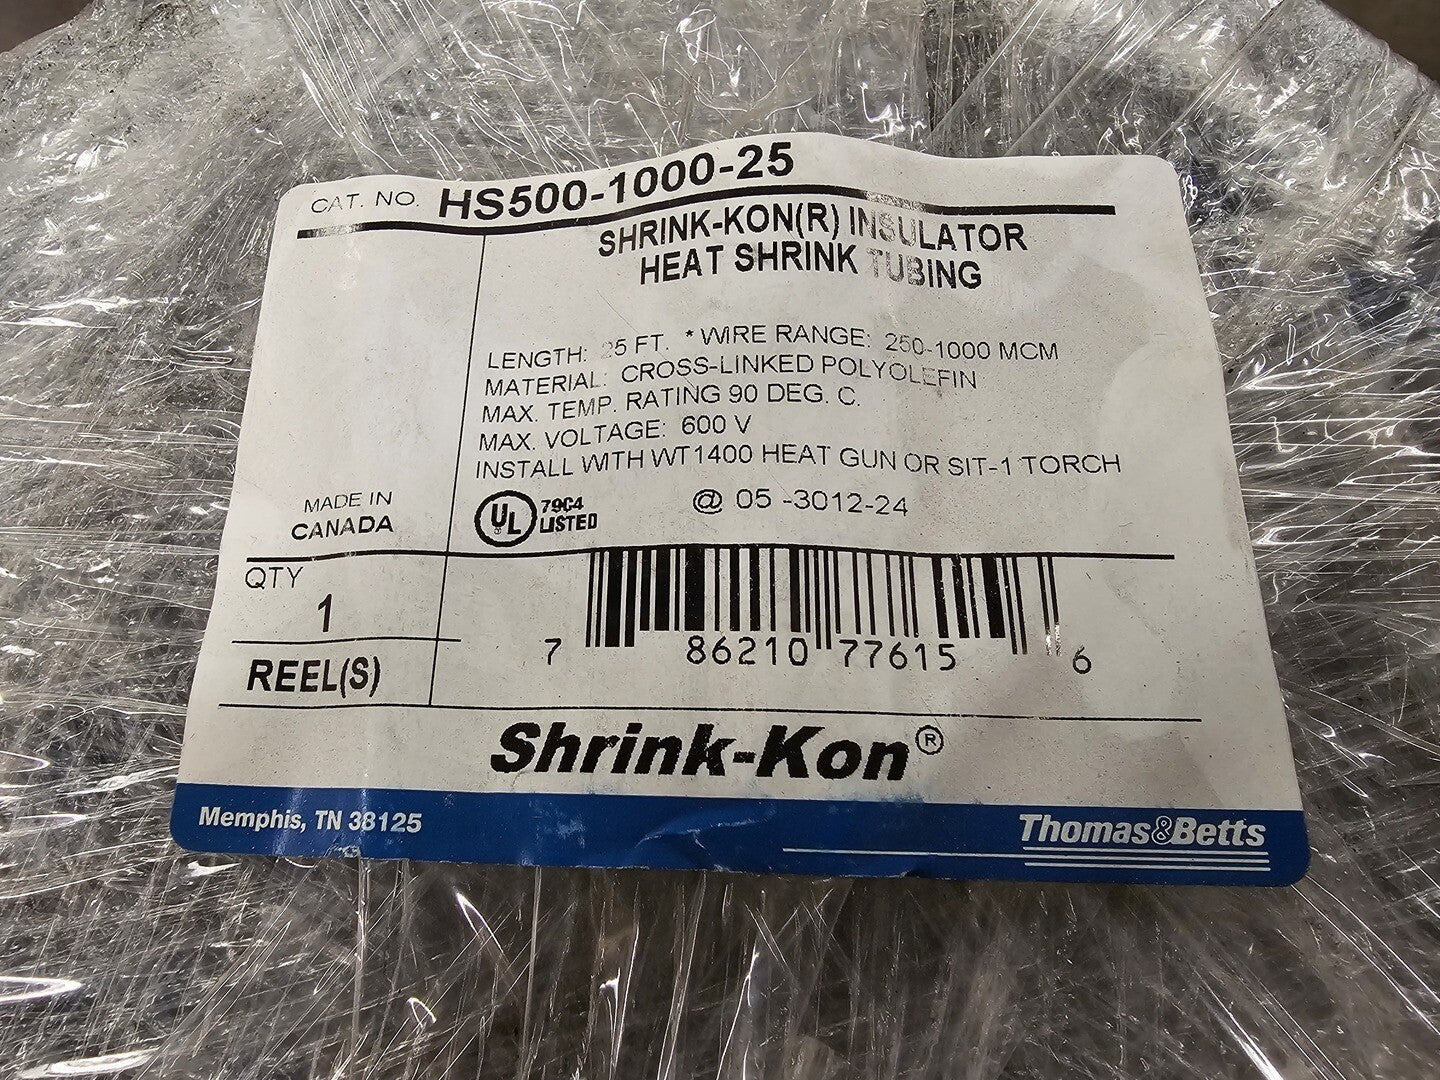 CAT. NO. HS500-1000-25
SHRINK-KON(R) INSULATOR
HEAT SHRINK TUBING
LENGTH: 25 FT. * WIRE RANGE: 250-1000 MCM
MATERIAL: CROSS-LINKED POLYOLEFIN
MAX. TEMP. RATING 90 DEG. C.
MAX. VOLTAGE: 600 V
INSTALL WITH WT1400 HEAT GUN OR SIT-1 TORCH
MADE IN
CANADA
UL 79C4
LISTED
@ 05 -3012-24
QTY
1
REEL(S)
7 86210 77615 6
Shrink-Kon®
Memphis, TN 38125
Thomas&Betts